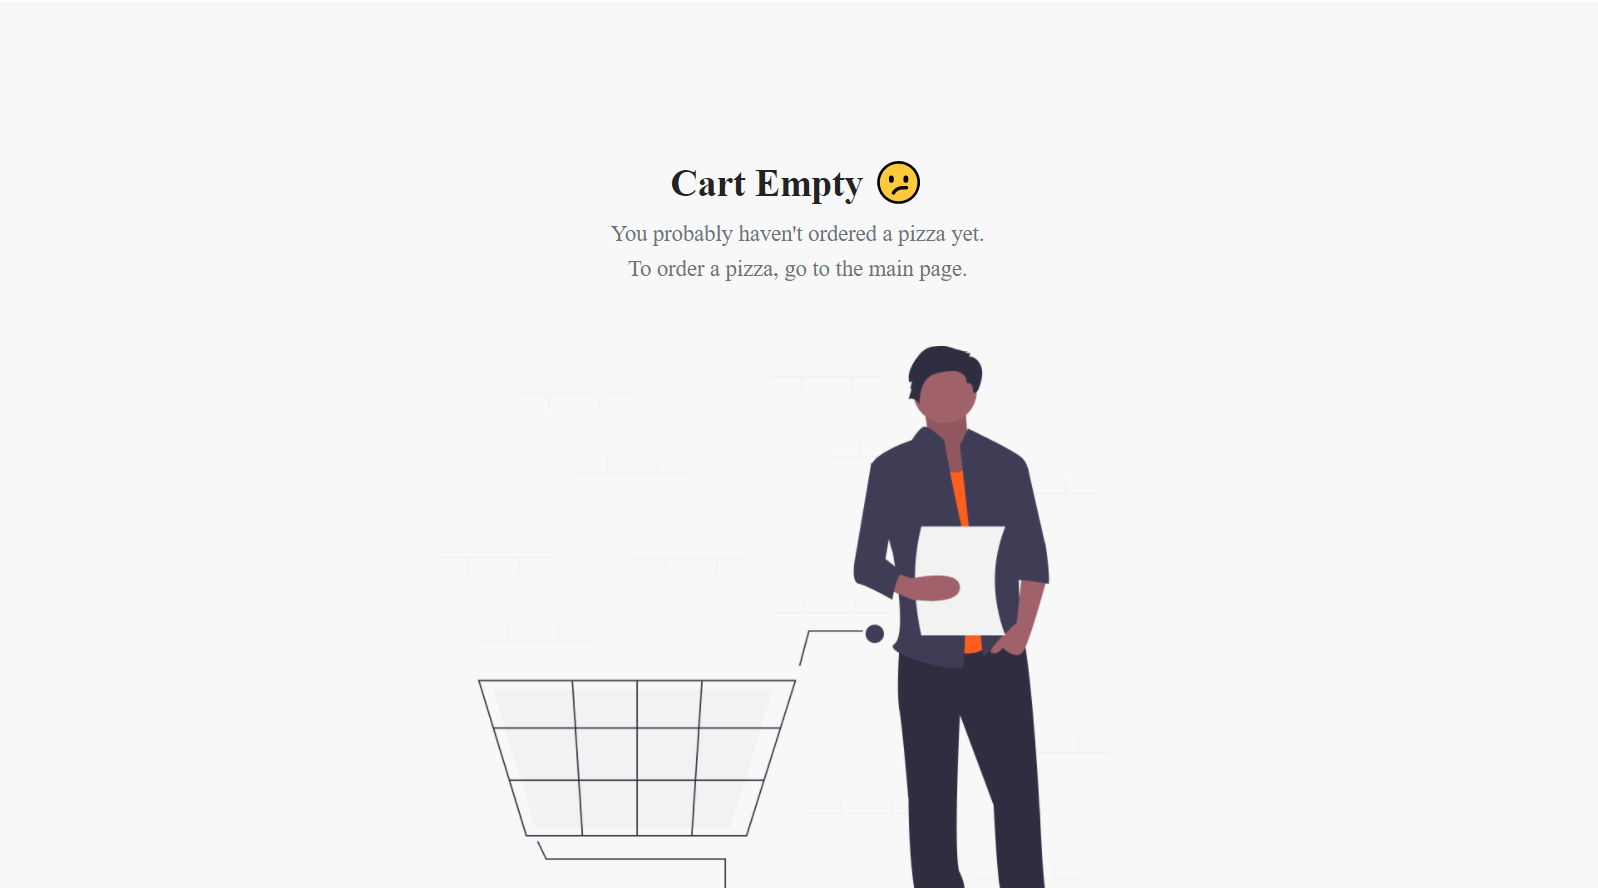 Cart Empty 😕
You probably haven't ordered a pizza yet.
To order a pizza, go to the main page.